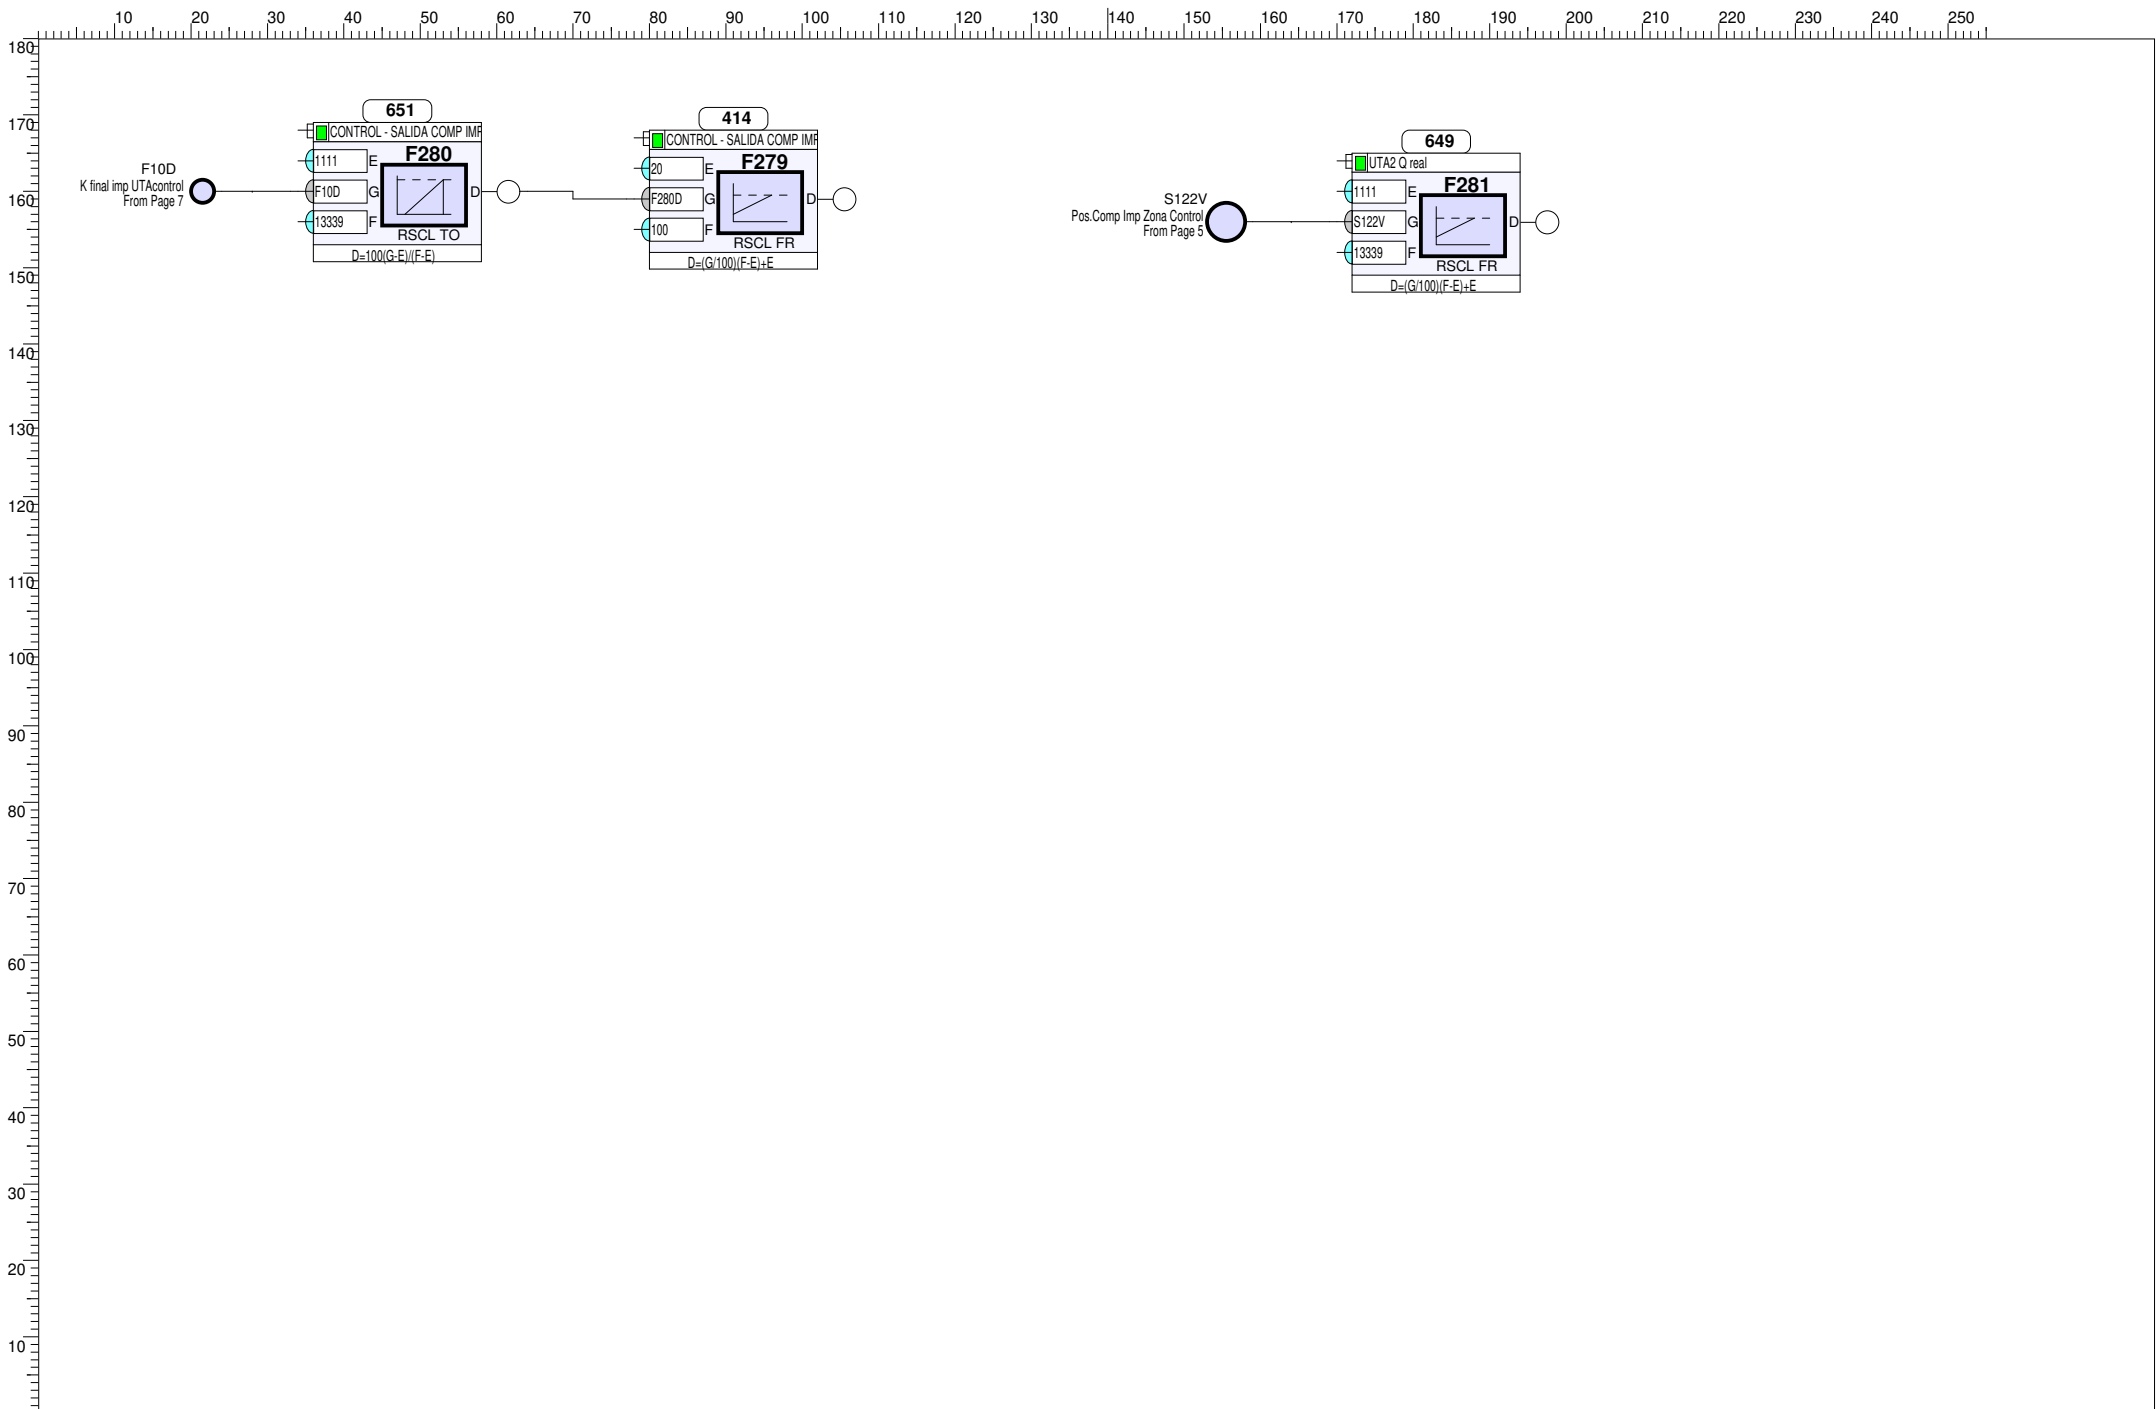 10 20 30 40 50 60 70 80 90 100 110 120 130 140 150 160 170 180 190 200 210 220 230 240 250
180
170
160
150
140
130
120
110
100
90
80
70
60
50
40
30
20
10
F10D
K final imp UTAcontrol
From Page 7
651
CONTROL - SALIDA COMP IMP
F280
1111 E
F10D G
D
13339 F
RSCL TO
D=100(G-E)/(F-E)
414
CONTROL - SALIDA COMP IMP
F279
20 E
F280D G
D
100 F
RSCL FR
D=(G/100)(F-E)+E
S122V
Pos.Comp Imp Zona Control
From Page 5
649
UTA2 Q real
F281
1111 E
S122V G
D
13339 F
RSCL FR
D=(G/100)(F-E)+E